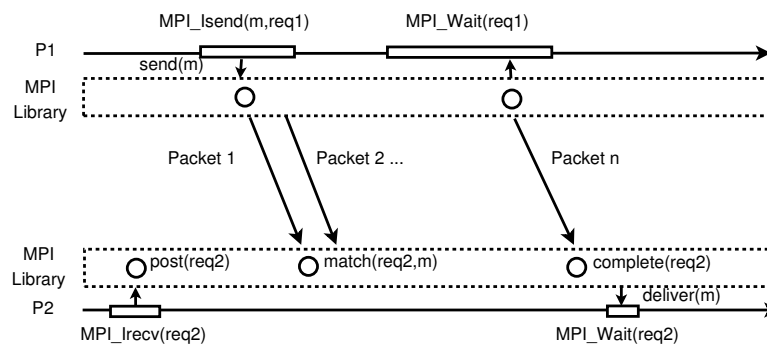 MPI_Isend(m,req1)
MPI_Wait(req1)
P1
send(m)
MPI
Library
Packet 1
Packet 2 ...
Packet n
MPI
Library
post(req2)
match(req2,m)
complete(req2)
deliver(m)
P2
MPI_Irecv(req2)
MPI_Wait(req2)